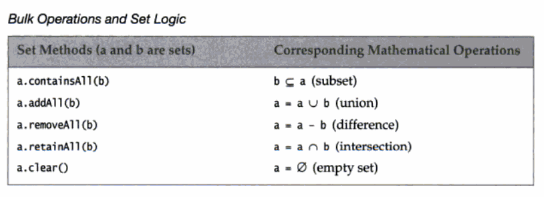 Bulk Operations and Set Logic
Set Methods (a and b are sets) Corresponding Mathematical Operations
a.containsAll(b) b ⊆ a (subset)
a.addAll(b) a = a ∪ b (union)
a.removeAll(b) a = a - b (difference)
a.retainAll(b) a = a ∩ b (intersection)
a.clear() a = ∅ (empty set)